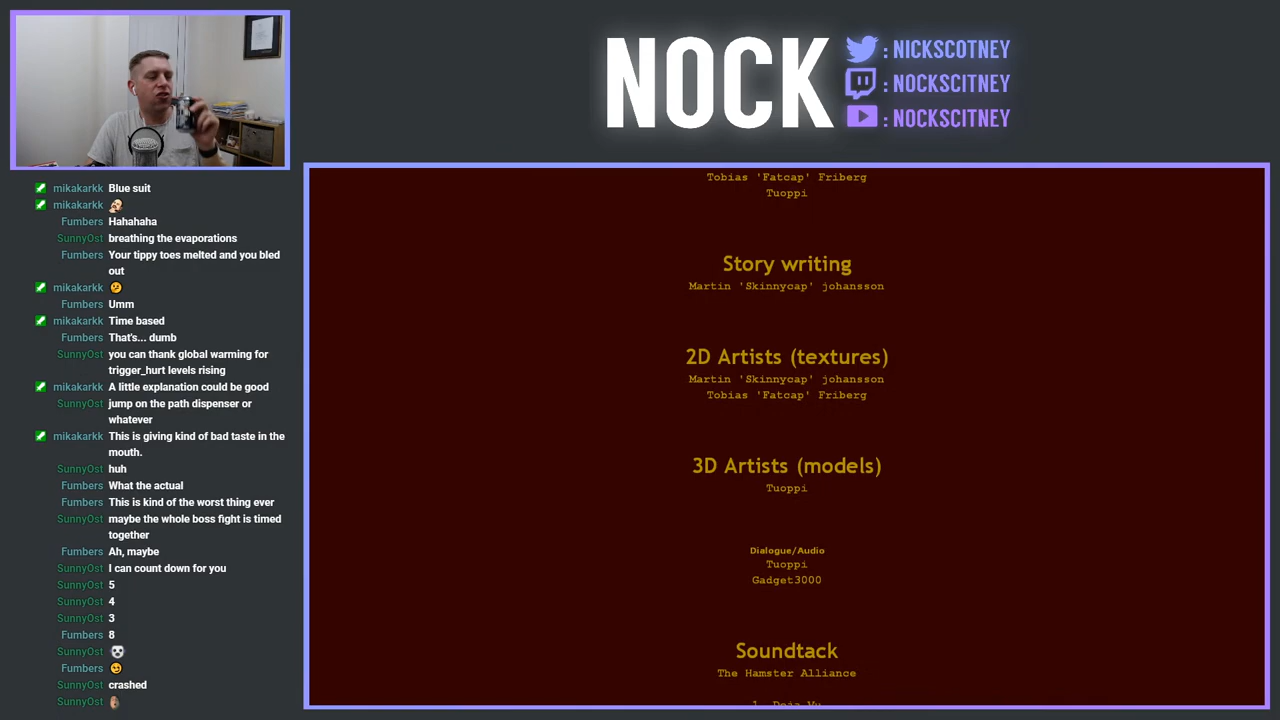 NOCK
: NICKSCOTNEY
: NOCKSCITNEY
: NOCKSCITNEY
mikakarkk Blue suit
mikakarkk
Fumbers Hahahaha
SunnyOst breathing the evaporations
Fumbers Your tippy toes melted and you bled
out
mikakarkk
Fumbers Umm
mikakarkk Time based
Fumbers That's... dumb
SunnyOst you can thank global warming for
trigger_hurt levels rising
mikakarkk A little explanation could be good
SunnyOst jump on the path dispenser or
whatever
mikakarkk This is giving kind of bad taste in the
mouth.
SunnyOst huh
Fumbers What the actual
Fumbers This is kind of the worst thing ever
SunnyOst maybe the whole boss fight is timed
together
Fumbers Ah, maybe
SunnyOst I can count down for you
SunnyOst 5
SunnyOst 4
SunnyOst 3
Fumbers 8
SunnyOst
Fumbers
SunnyOst crashed
SunnyOst
Tobias 'Fatcap' Friberg
Tuoppi
Story writing
Martin 'Skinnycap' johansson
2D Artists (textures)
Martin 'Skinnycap' johansson
Tobias 'Fatcap' Friberg
3D Artists (models)
Tuoppi
Dialogue/Audio
Tuoppi
Gadget3000
Soundtack
The Hamster Alliance
1. Deja Vu